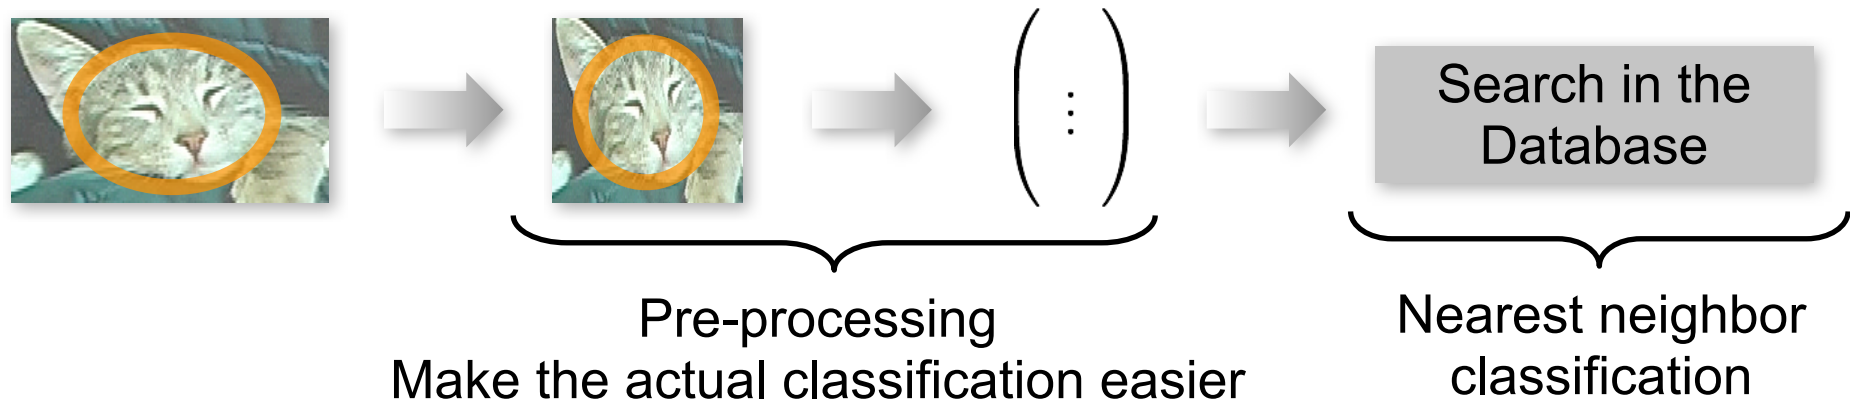 Search in the
Database
Pre-processing
Make the actual classification easier
Nearest neighbor
classification